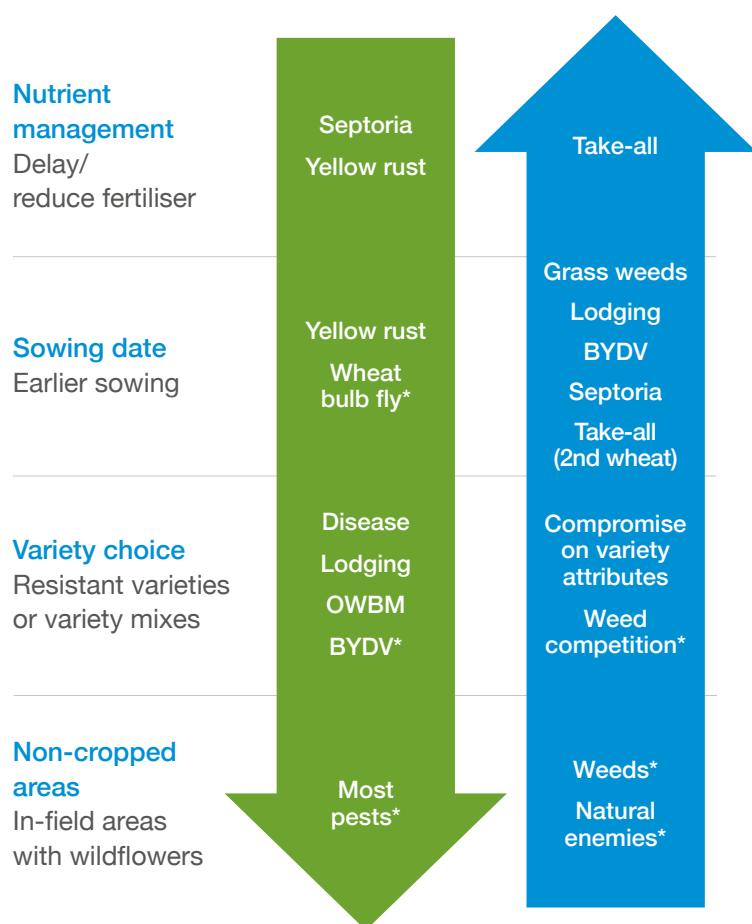 Nutrient
management
Delay/
reduce fertiliser
Septoria
Yellow rust
Take-all
Sowing date
Earlier sowing
Yellow rust
Wheat
bulb fly*
Grass weeds
Lodging
BYDV
Septoria
Take-all
(2nd wheat)
Variety choice
Resistant varieties
or variety mixes
Disease
Lodging
OWBM
BYDV*
Compromise
on variety
attributes
Weed
competition*
Non-cropped
areas
In-field areas
with wildflowers
Most
pests*
Weeds*
Natural
enemies*